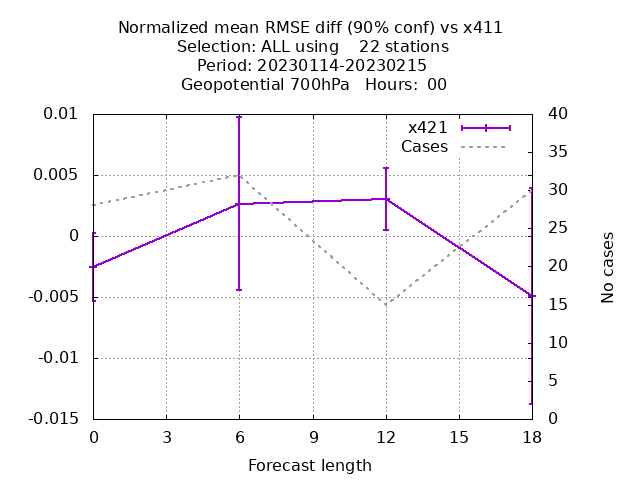 Normalized mean RMSE diff (90% conf) vs x411
Selection: ALL using    22 stations
Period: 20230114-20230215
Geopotential 700hPa   Hours:  00
x421
Cases
0.01
0.005
0
-0.005
-0.01
-0.015
40
35
30
25
20
15
10
5
0
No cases
0 3 6 9 12 15 18
Forecast length